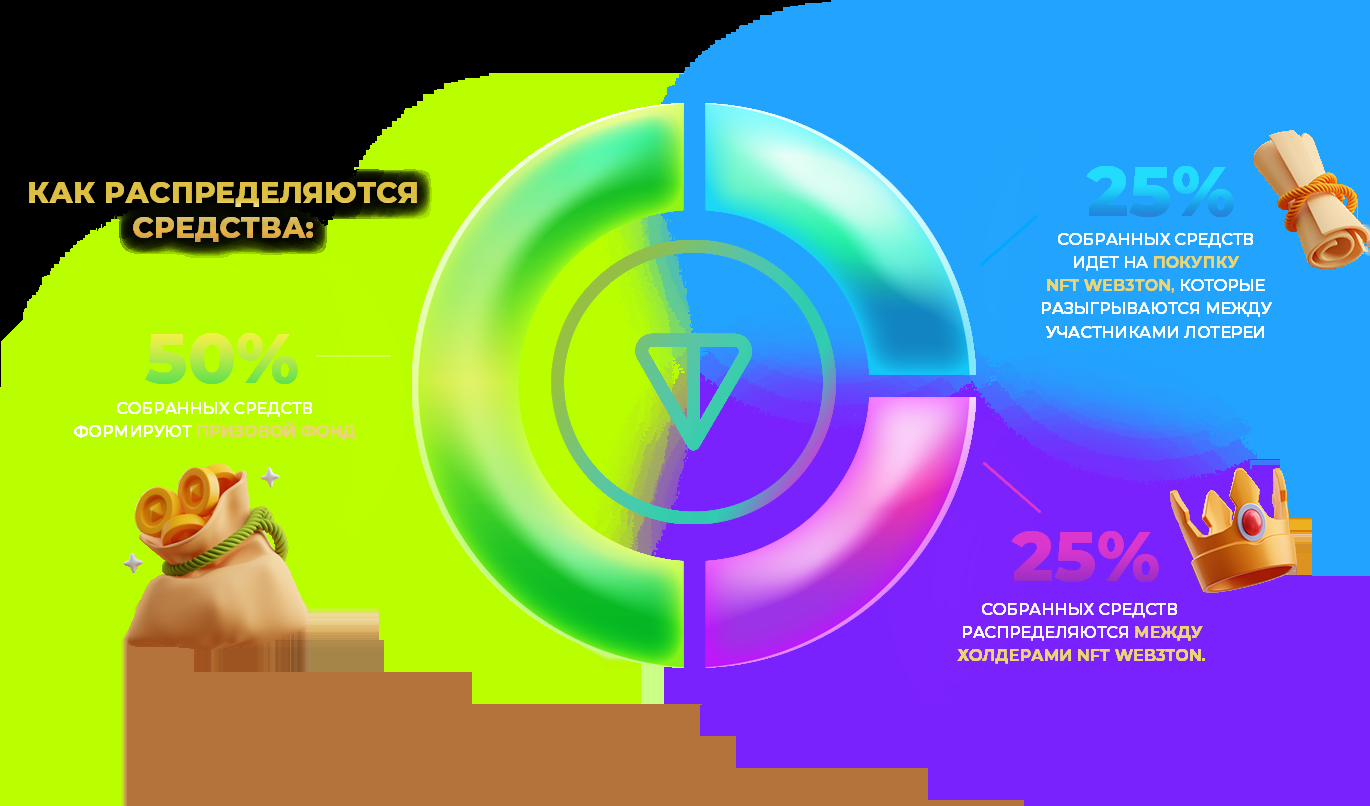 КАК РАСПРЕДЕЛЯЮТСЯ
СРЕДСТВА:
50%
СОБРАННЫХ СРЕДСТВ
ФОРМИРУЮТ ПРИЗОВОЙ ФОНД
25%
СОБРАННЫХ СРЕДСТВ
ИДЕТ НА ПОКУПКУ
NFT WEB3TON, КОТОРЫЕ
РАЗЫГРЫВАЮТСЯ МЕЖДУ
УЧАСТНИКАМИ ЛОТЕРЕИ
25%
СОБРАННЫХ СРЕДСТВ
РАСПРЕДЕЛЯЮТСЯ МЕЖДУ
ХОЛДЕРАМИ NFT WEB3TON.